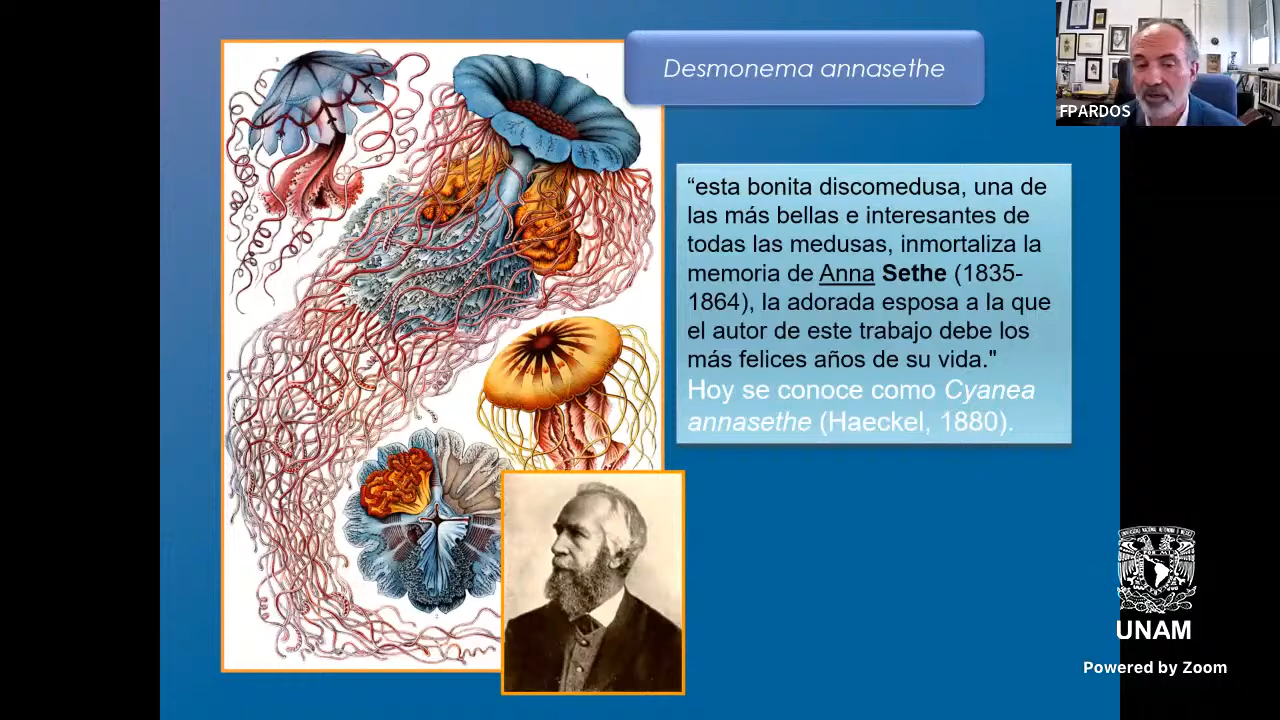 Desmonema annasethe
FPARDOS
“esta bonita discomedusa, una de
las más bellas e interesantes de
todas las medusas, inmortaliza la
memoria de Anna Sethe (1835-
1864), la adorada esposa a la que
el autor de este trabajo debe los
más felices años de su vida."
Hoy se conoce como Cyanea
annasethe (Haeckel, 1880).
UNAM
Powered by Zoom